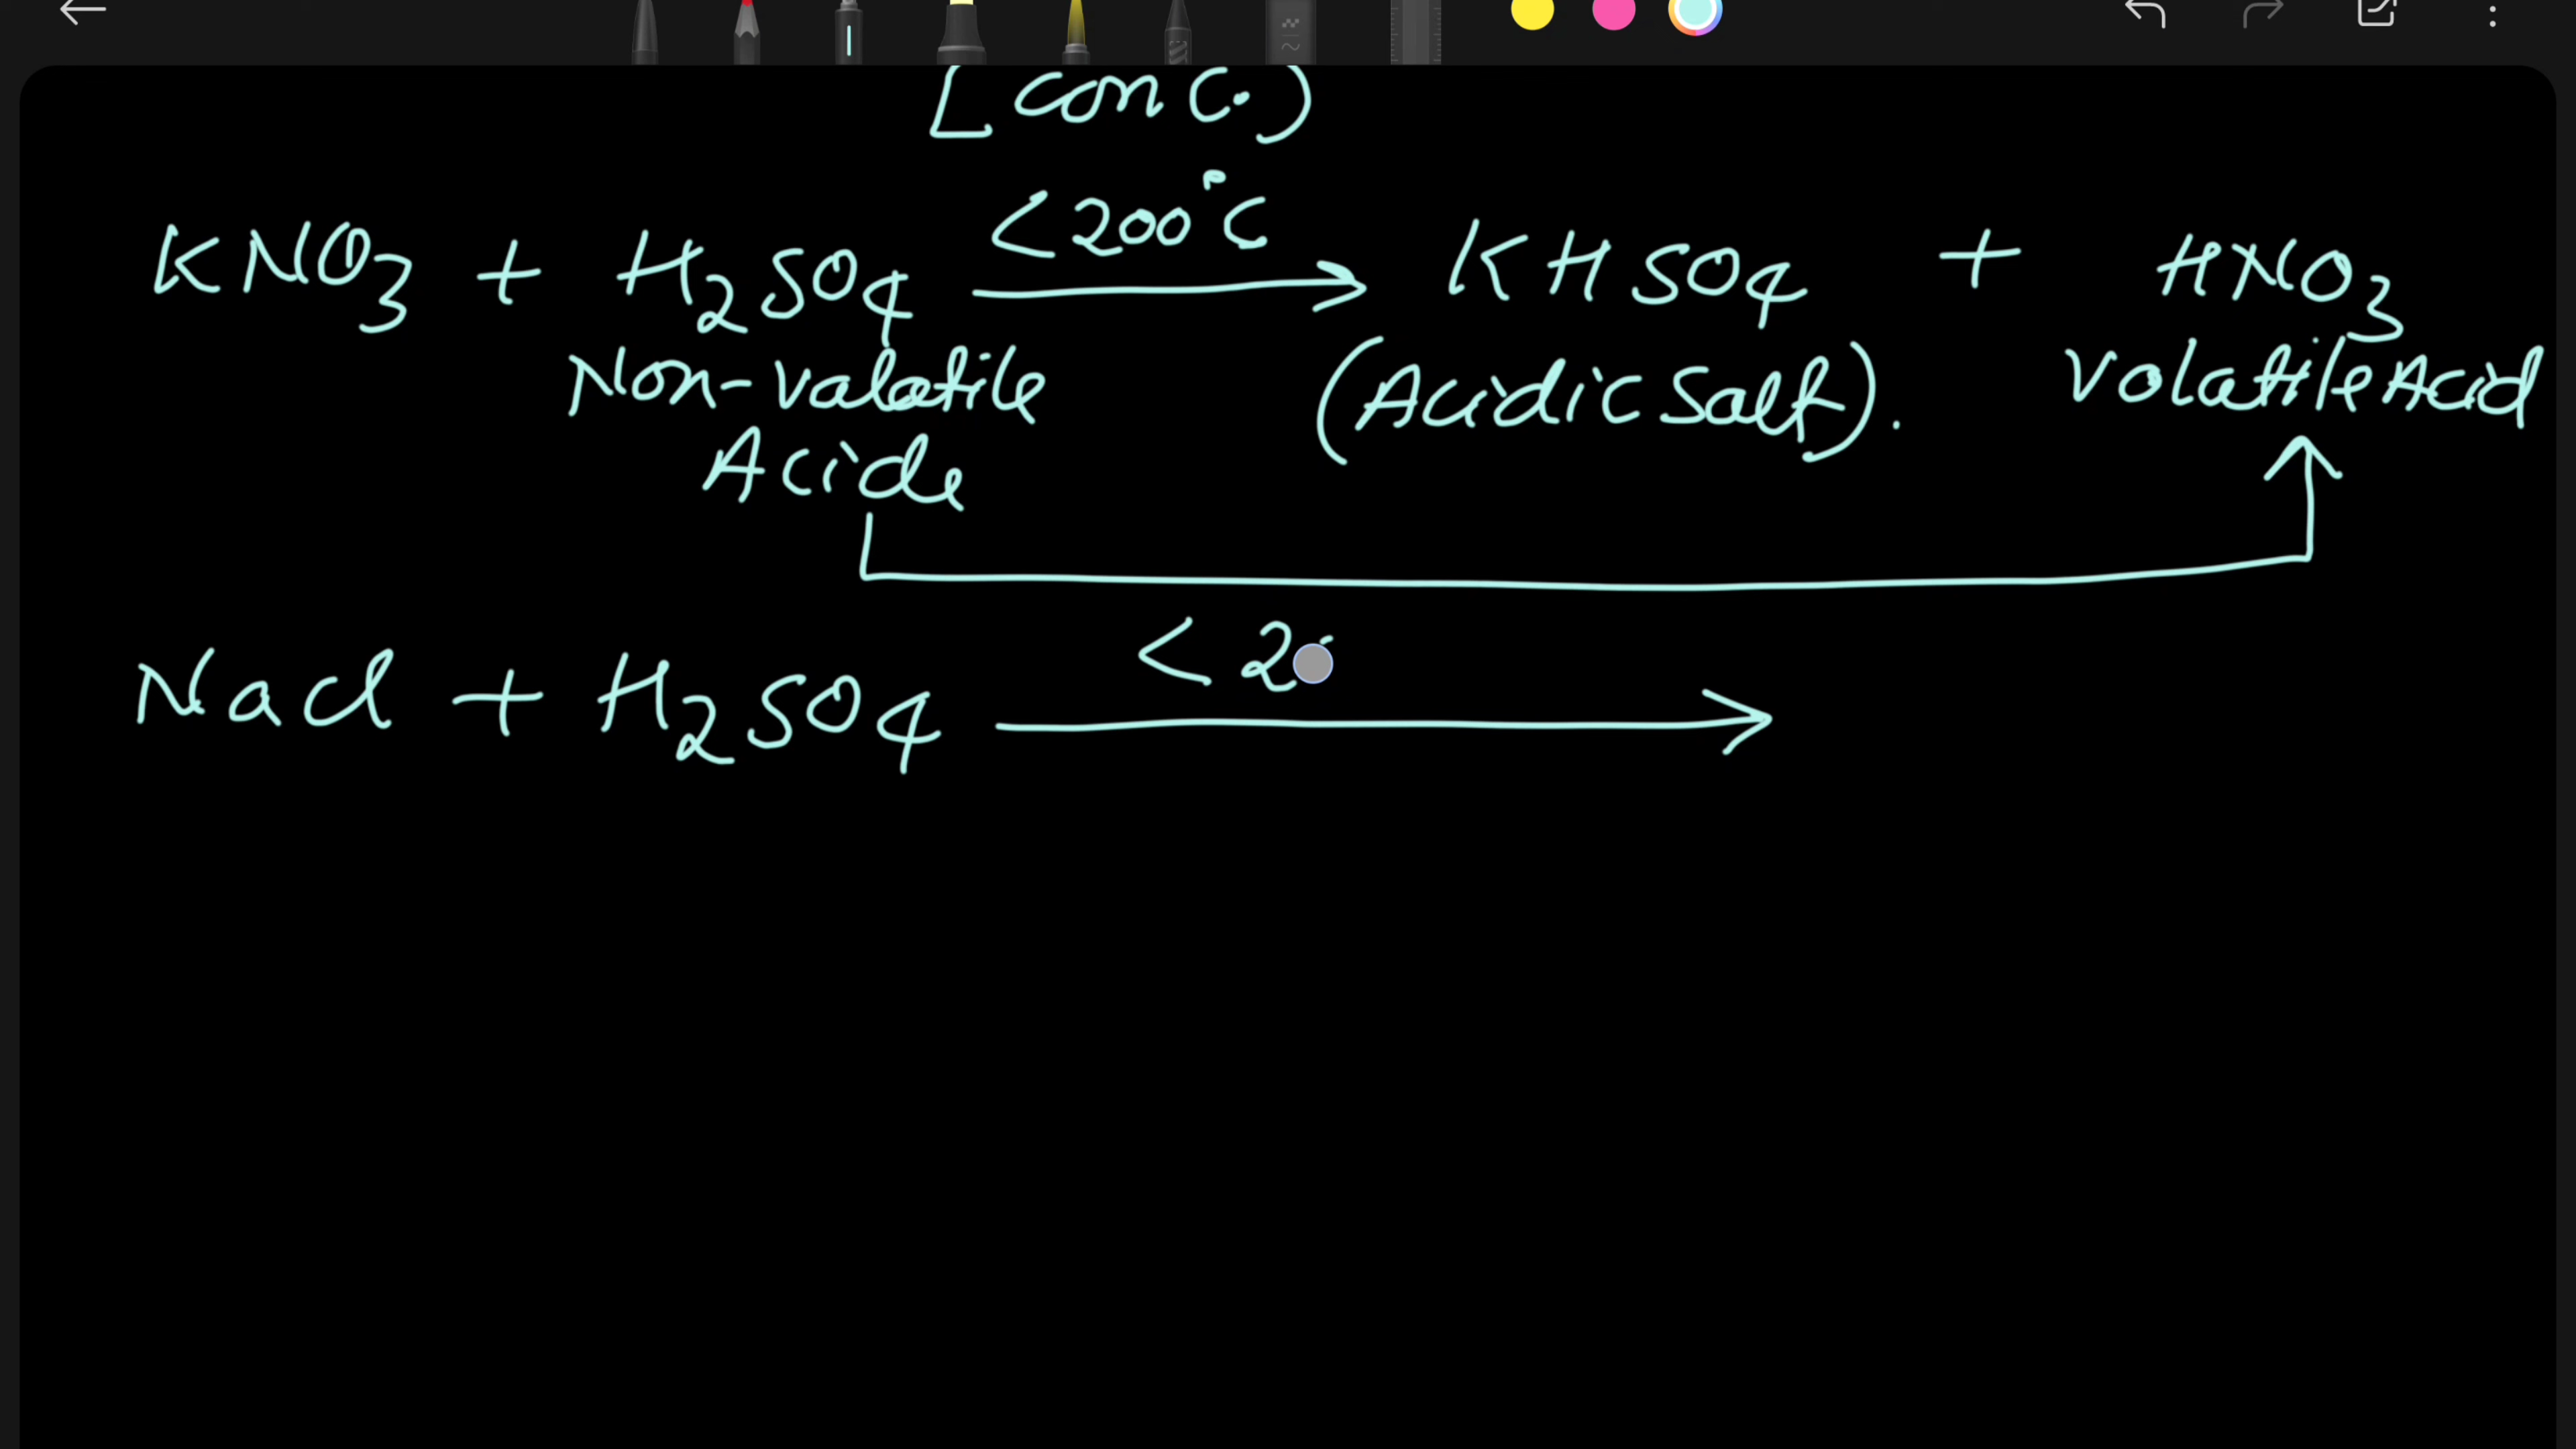 [conc.)
<200°C
KNO3 + H2SO4 → KHSO4 + HNO3
Non-valatile (Acidic Salt). Volatile Acid
Acide
< 2
NaCl + H2SO4 →